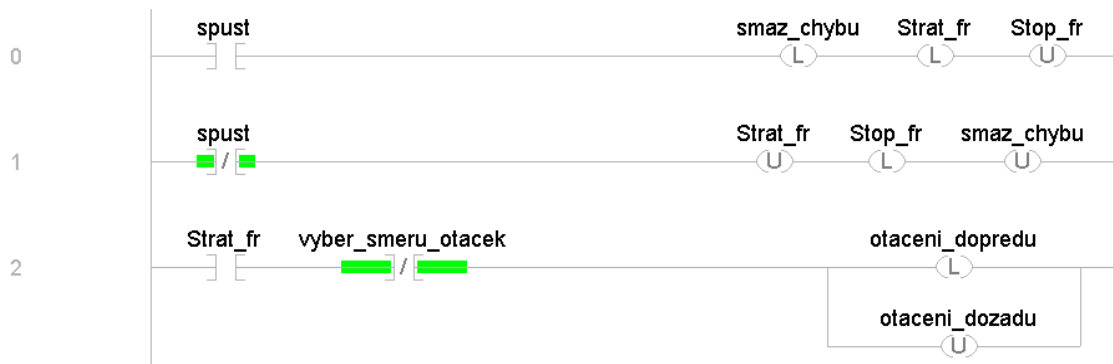 spust smaz_chybu Strat_fr Stop_fr
0 L L U
spust Strat_fr Stop_fr smaz_chybu
1 / U L U
Strat_fr vyber_smeru_otacek otaceni_dopredu
2 / L
otaceni_dozadu
U